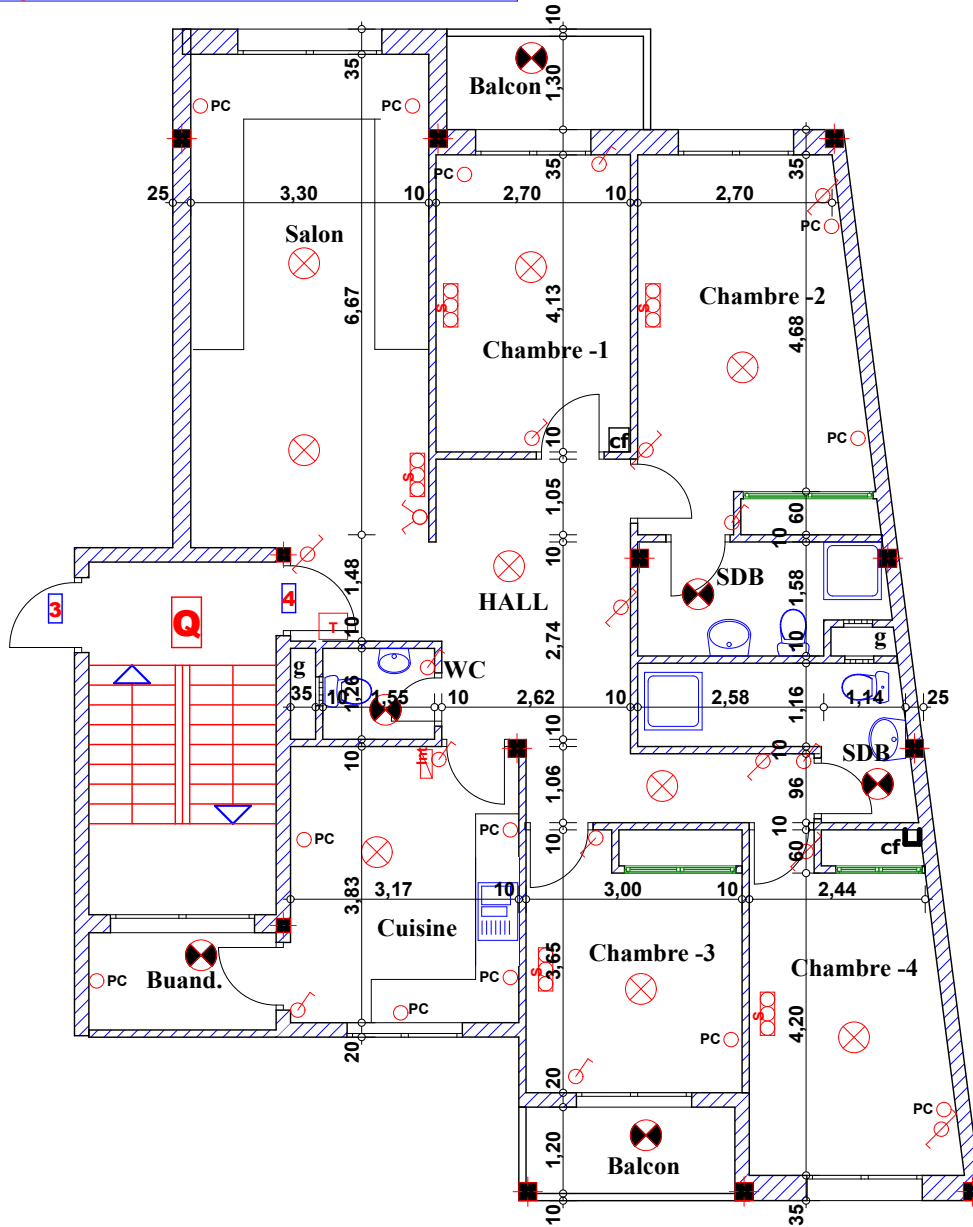 10
35
1,30
Balcon
PC
PC
PC
35
35
25
3,30
10
2,70
10
2,70
PC
Salon
6,67
S
4,13
S
Chambre -2
4,68
Chambre -1
10
cf
PC
S
1,05
60
10
10
1,48
SDB
1,58
3
4
Q
HALL
T
10
2,74
10
g
g
WC
35
10
1,26
1,55
10
2,62
10
2,58
1,16
1,14
25
10
10
10
SDB
Int
1,06
96
PC
PC
10
10
60
cf
3,83
3,17
10
3,00
10
2,44
Cuisine
S
3,65
Chambre -3
Chambre -4
PC
Buand.
PC
PC
S
4,20
PC
20
20
PC
1,20
Balcon
10
35